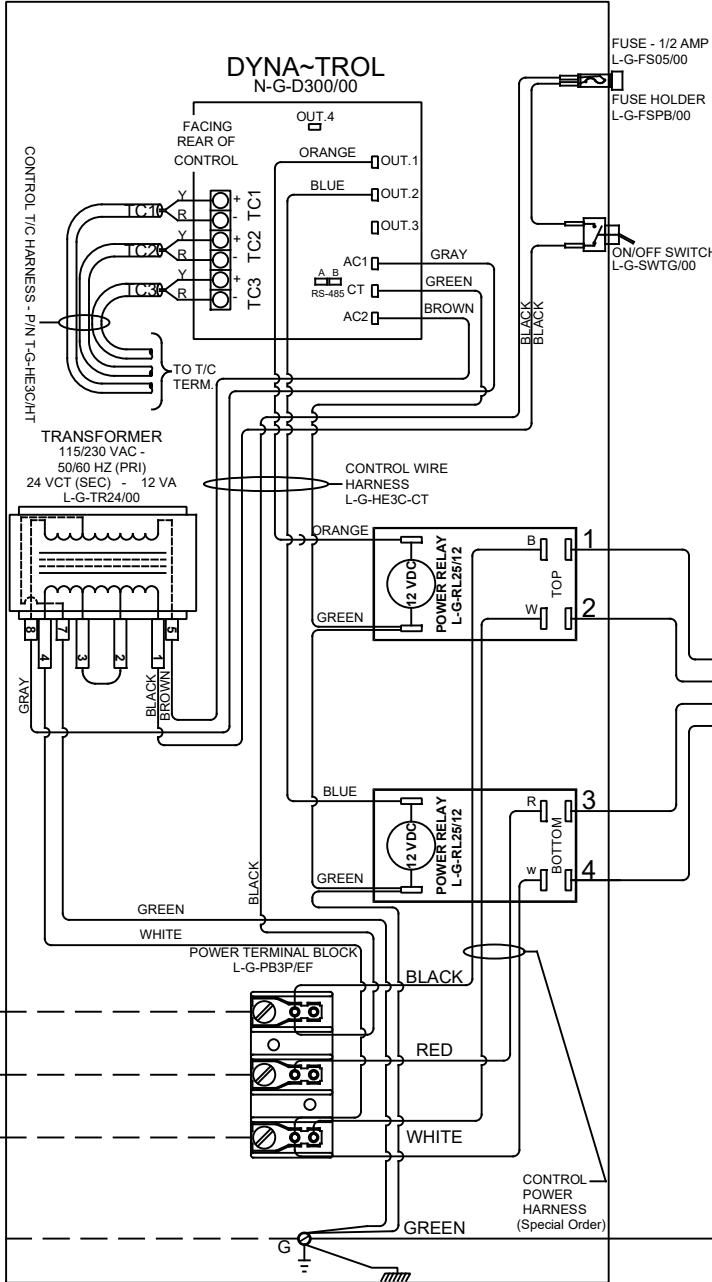 FUSE - 1/2 AMP
L-G-FS05/00
FUSE HOLDER
L-G-FSPB/00
DYNA~TROL
N-G-D300/00
OUT.4
FACING
REAR OF
CONTROL
ORANGE
OUT.1
BLUE
OUT.2
OUT.3
CONTROL T/C HARNESS - P/N T-G-HE3C/HT
TC1
Y
R
+
-
TC1
TC2
Y
R
+
-
TC2
TC3
Y
R
+
-
TC3
AC1
GRAY
A B
RS-485
CT
GREEN
AC2
BROWN
ON/OFF SWITCH
L-G-SWTG/00
BLACK
BLACK
TO T/C
TERM.
TRANSFORMER
115/230 VAC -
50/60 HZ (PRI)
24 VCT (SEC) - 12 VA
L-G-TR24/00
CONTROL WIRE
HARNESS
L-G-HE3C-CT
8
4
7
3
2
1
5
GRAY
BLACK
BROWN
ORANGE
GREEN
12 VDC
POWER RELAY
L-G-RL25/12
B
W
TOP
1
2
BLUE
GREEN
12 VDC
POWER RELAY
L-G-RL25/12
R
W
BOTTOM
3
4
BLACK
GREEN
WHITE
POWER TERMINAL BLOCK
L-G-PB3P/EF
BLACK
RED
WHITE
CONTROL
POWER
HARNESS
(Special Order)
GREEN
G